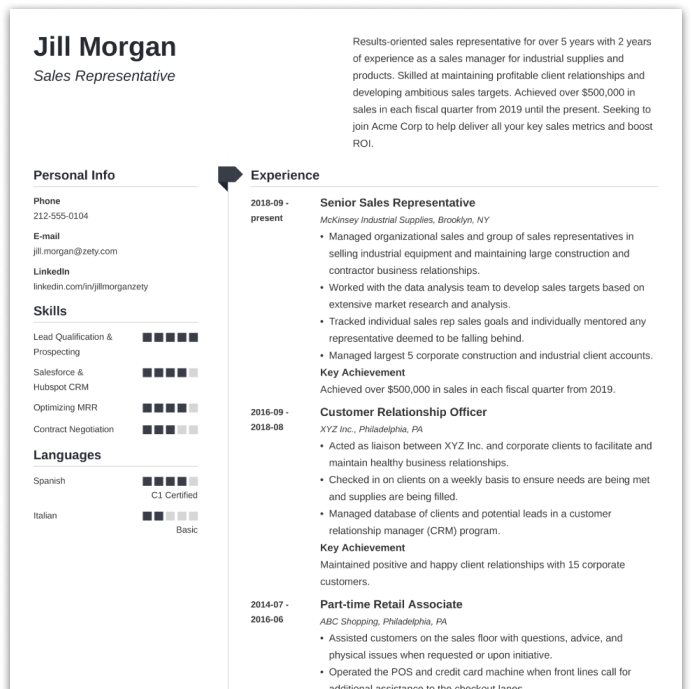 Jill Morgan
Sales Representative
Results-oriented sales representative for over 5 years with 2 years
of experience as a sales manager for industrial supplies and
products. Skilled at maintaining profitable client relationships and
developing ambitious sales targets. Achieved over $500,000 in
sales in each fiscal quarter from 2019 until the present. Seeking to
join Acme Corp to help deliver all your key sales metrics and boost
ROI.
Personal Info
Phone
212-555-0104
E-mail
jill.morgan@zety.com
LinkedIn
linkedin.com/in/jillmorganzety
Skills
Lead Qualification &
Prospecting
Salesforce &
Hubspot CRM
Optimizing MRR
Contract Negotiation
Languages
Spanish
C1 Certified
Italian
Basic
Experience
2018-09 -
present
Senior Sales Representative
McKinsey Industrial Supplies, Brooklyn, NY
• Managed organizational sales and group of sales representatives in
selling industrial equipment and maintaining large construction and
contractor business relationships.
• Worked with the data analysis team to develop sales targets based on
extensive market research and analysis.
• Tracked individual sales rep sales goals and individually mentored any
representative deemed to be falling behind.
• Managed largest 5 corporate construction and industrial client accounts.
Key Achievement
Achieved over $500,000 in sales in each fiscal quarter from 2019.
2016-09 -
2018-08
Customer Relationship Officer
XYZ Inc., Philadelphia, PA
• Acted as liaison between XYZ Inc. and corporate clients to facilitate and
maintain healthy business relationships.
• Checked in on clients on a weekly basis to ensure needs are being met
and supplies are being filled.
• Managed database of clients and potential leads in a customer
relationship manager (CRM) program.
Key Achievement
Maintained positive and happy client relationships with 15 corporate
customers.
2014-07 -
2016-06
Part-time Retail Associate
ABC Shopping, Philadelphia, PA
• Assisted customers on the sales floor with questions, advice, and
physical issues when requested or upon initiative.
• Operated the POS and credit card machine when front lines call for
additional assistance to the checkout lanes.